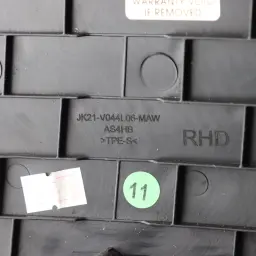 WARRANTY VOID
IF REMOVED
JK21-V044L06-MAW
AS4HB
>TPE-S<
RHD
11